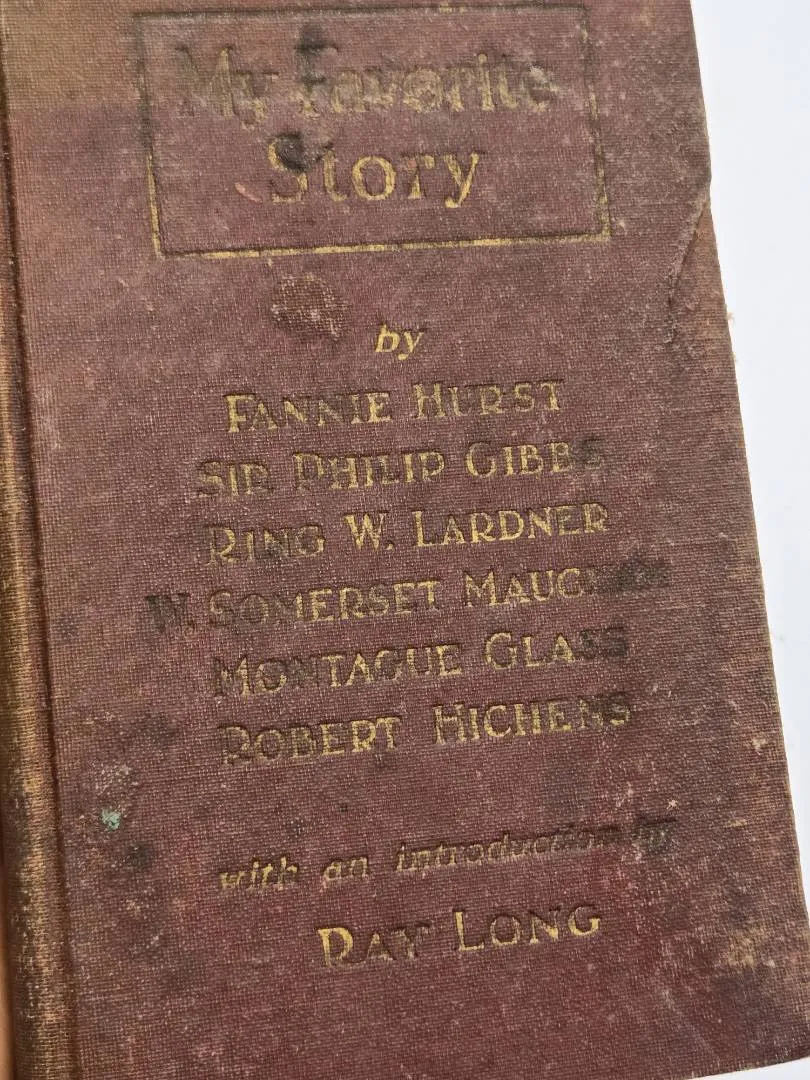 My Favorite
Story
by
FANNIE HURST
SIR PHILIP GIBBS
RING W. LARDNER
W. SOMERSET MAUGHAM
MONTAGUE GLASS
ROBERT HICHENS
with an introduction by
RAY LONG